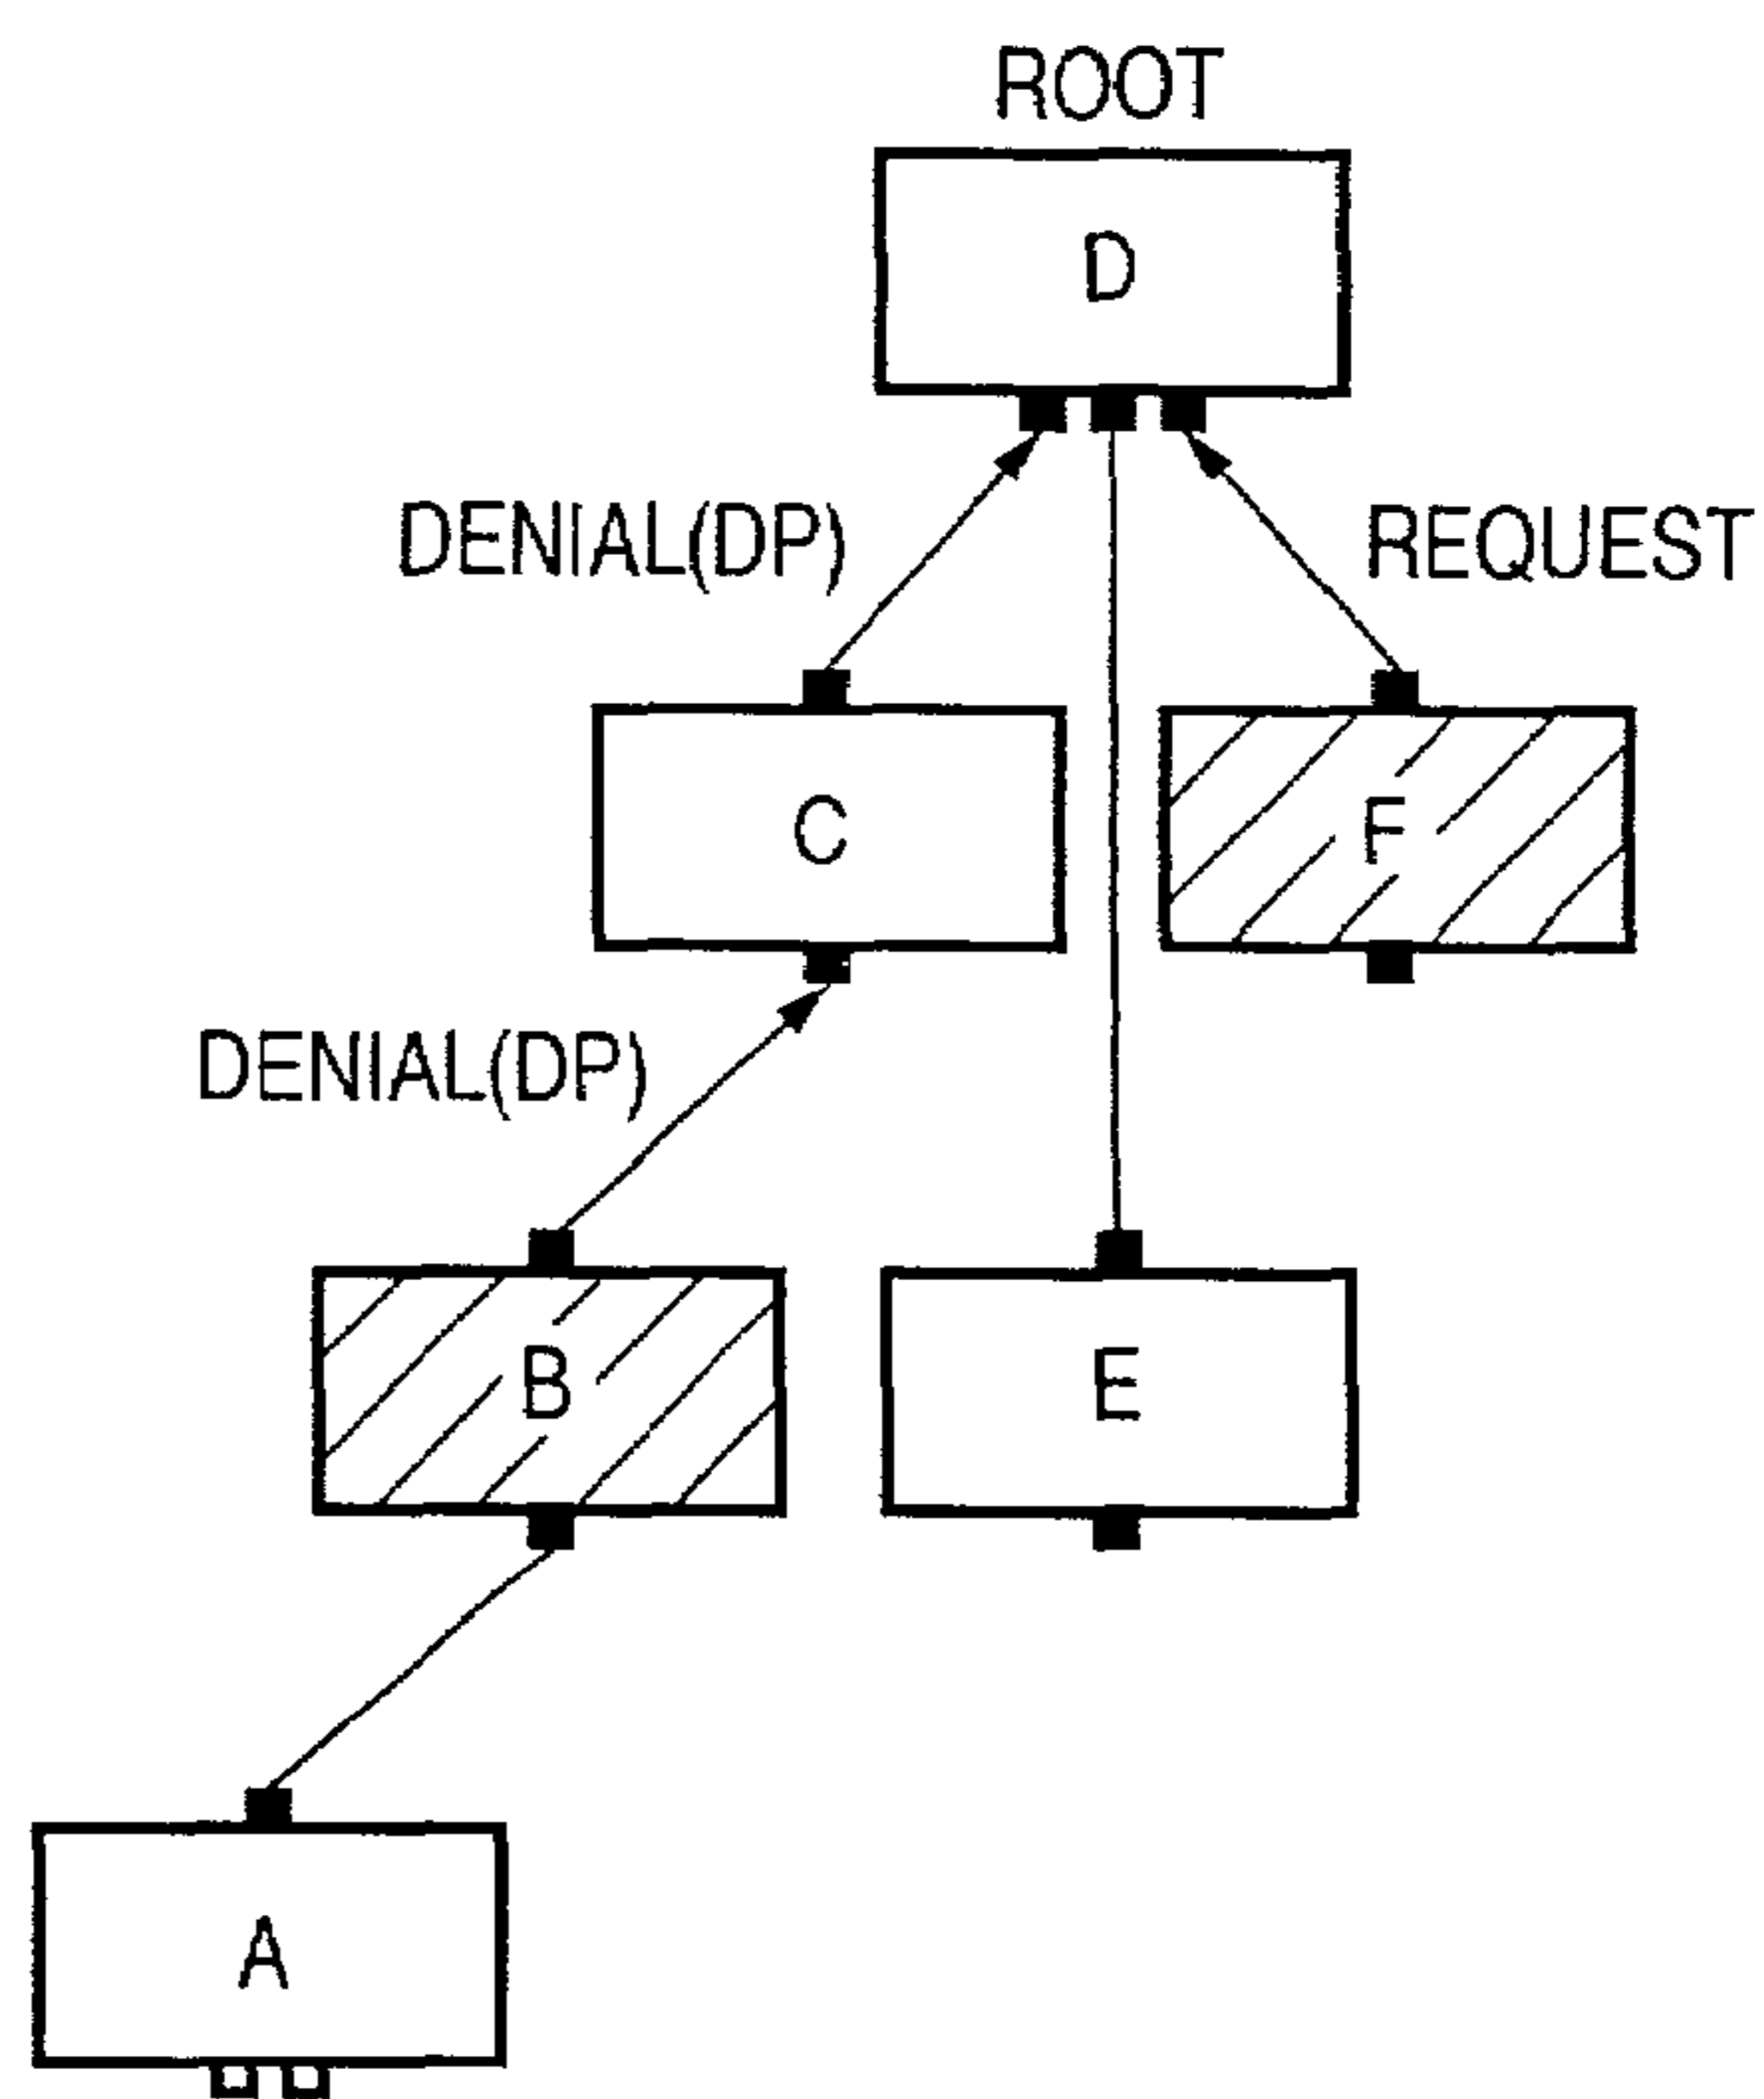 ROOT
D
DENIAL(DP)
REQUEST
C
F
DENIAL(DP)
B
E
A